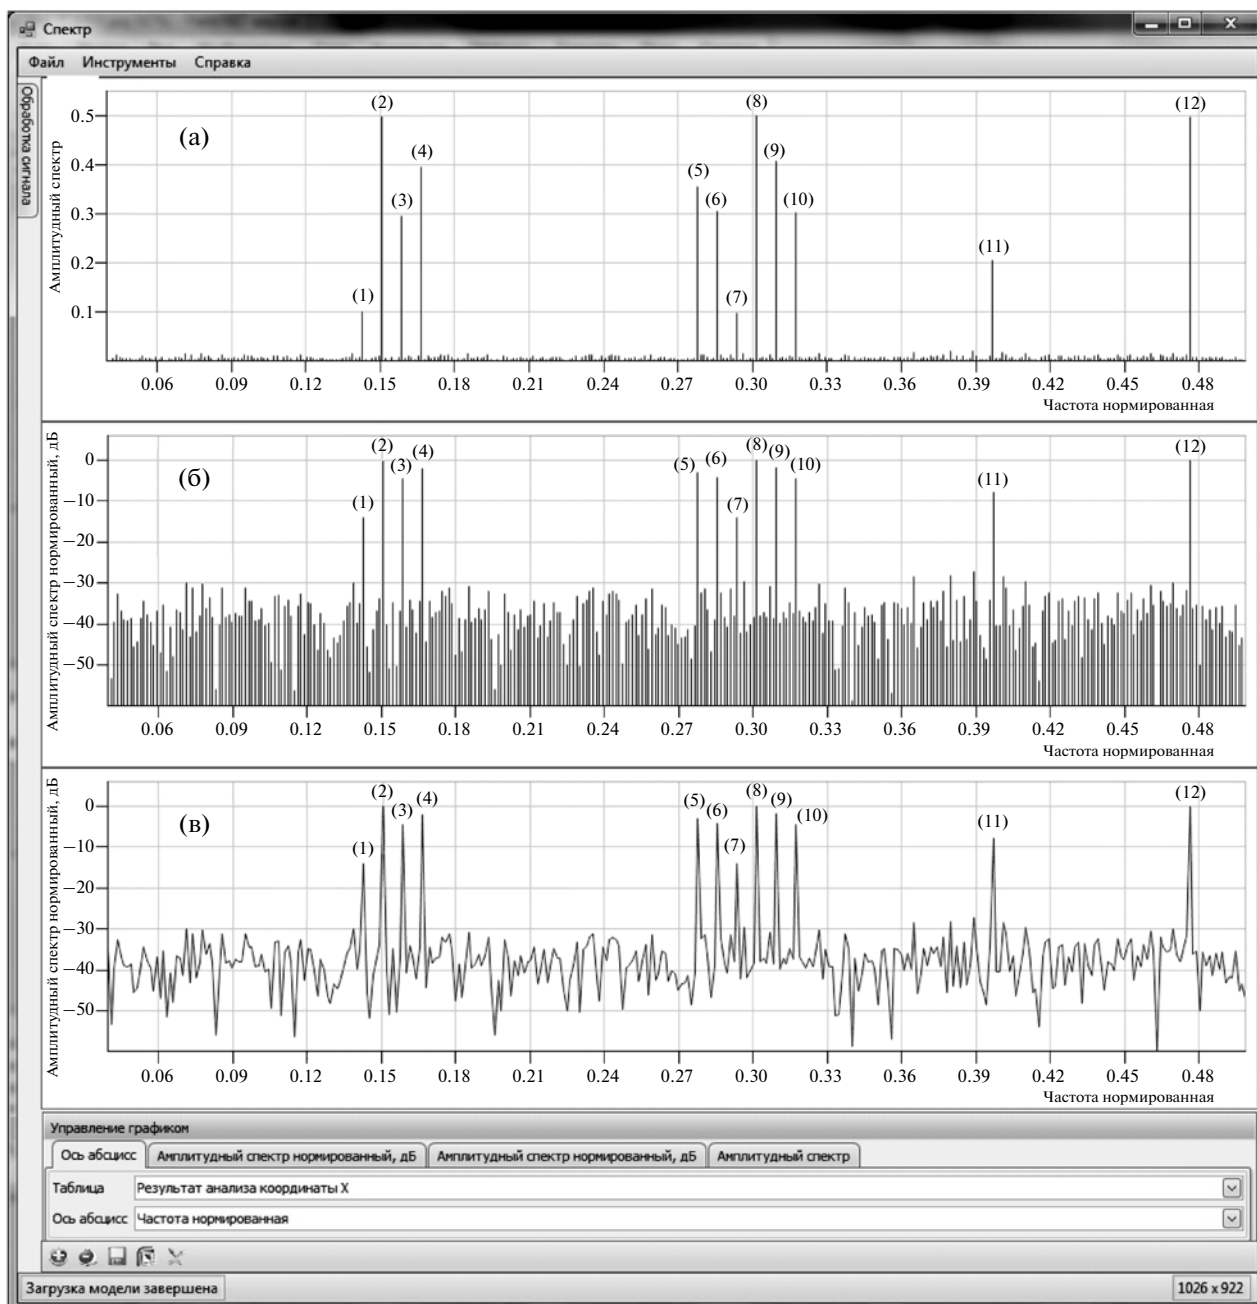 Спектр
Файл Инструменты Справка
Обработка сигнала
(а)
Амплитудный спектр
0.5
0.4
0.3
0.2
0.1
(1) (2) (3) (4) (5) (6) (7) (8) (9) (10) (11) (12)
0.06 0.09 0.12 0.15 0.18 0.21 0.24 0.27 0.30 0.33 0.36 0.39 0.42 0.45 0.48
Частота нормированная
(б)
Амплитудный спектр нормированный, дБ
0
−10
−20
−30
−40
−50
(1) (2) (3) (4) (5) (6) (7) (8) (9) (10) (11) (12)
0.06 0.09 0.12 0.15 0.18 0.21 0.24 0.27 0.30 0.33 0.36 0.39 0.42 0.45 0.48
Частота нормированная
(в)
Амплитудный спектр нормированный, дБ
0
−10
−20
−30
−40
−50
(1) (2) (3) (4) (5) (6) (7) (8) (9) (10) (11) (12)
0.06 0.09 0.12 0.15 0.18 0.21 0.24 0.27 0.30 0.33 0.36 0.39 0.42 0.45 0.48
Частота нормированная
Управление графиком
Ось абсцисс Амплитудный спектр нормированный, дБ Амплитудный спектр нормированный, дБ Амплитудный спектр
Таблица Результат анализа координаты X
Ось абсцисс Частота нормированная
Загрузка модели завершена 1026 x 922